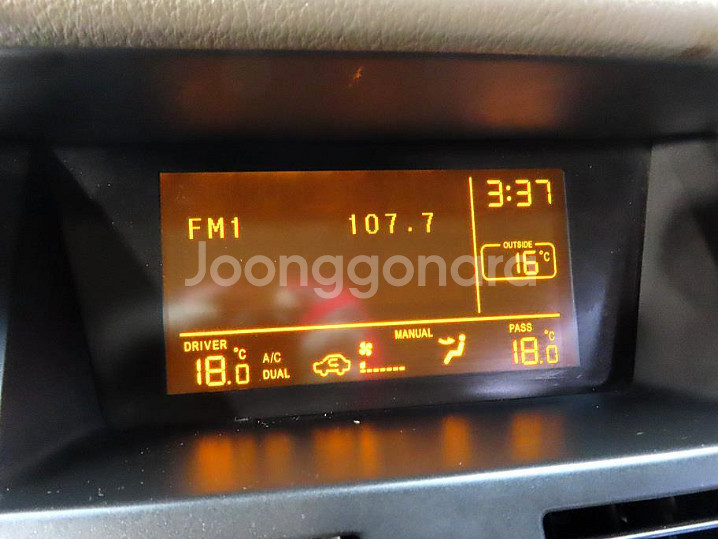 3:37
FM1 107.7
OUTSIDE
16°C
Joonggonara
MANUAL
DRIVER
PASS
18.0°C
A/C
DUAL
18.0°C